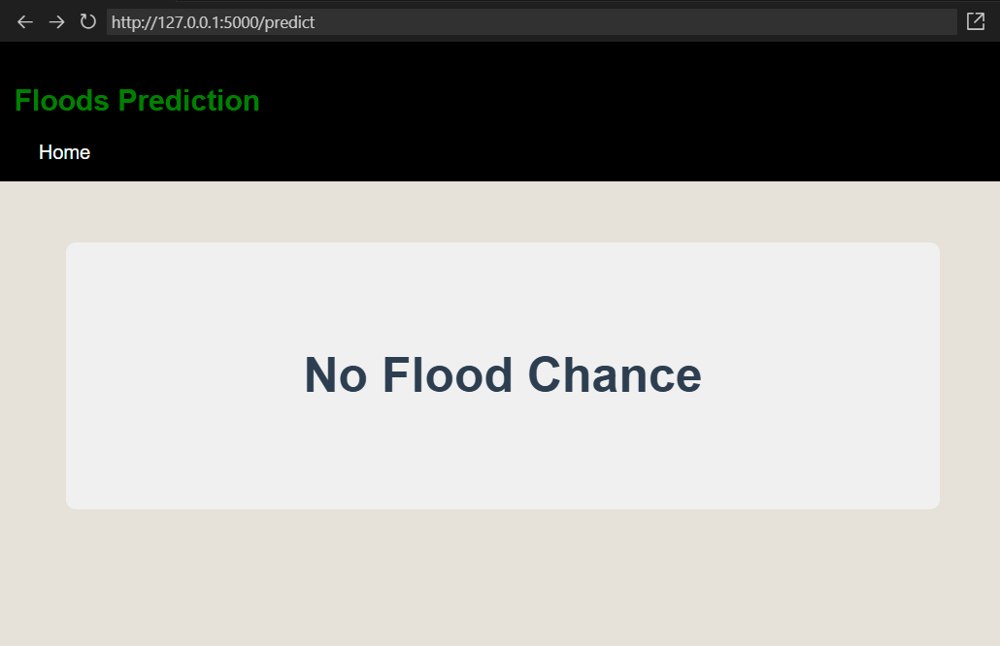 http://127.0.0.1:5000/predict
Floods Prediction
Home
No Flood Chance